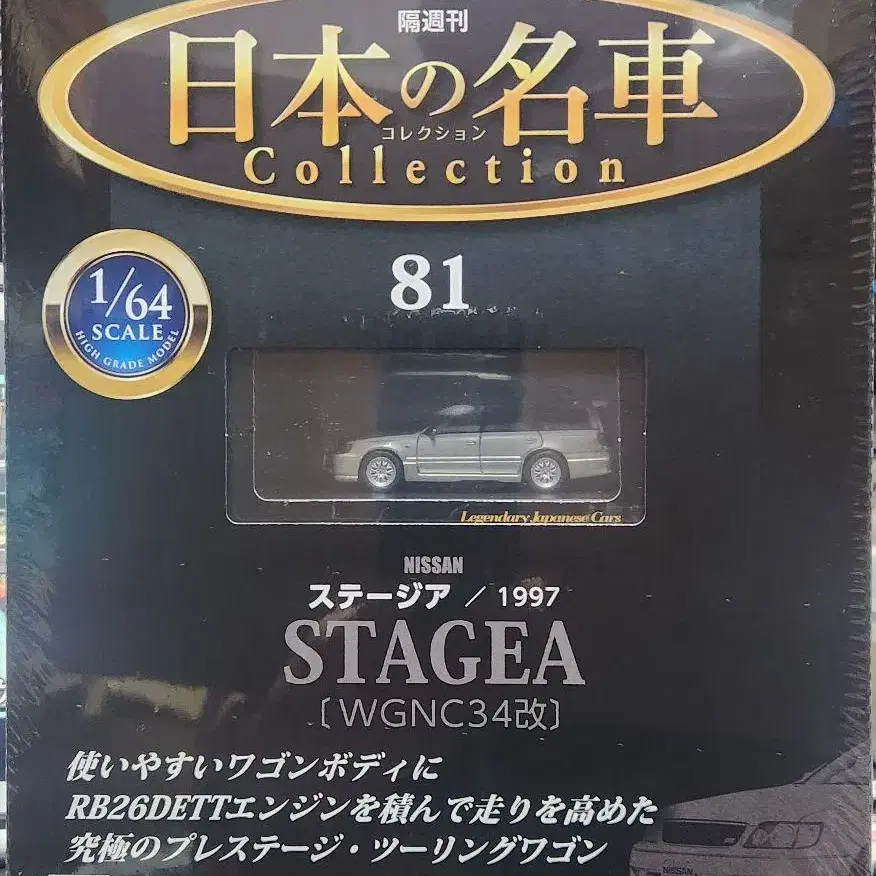 隔週刊
日本の名車
コレクション
Collection
81
1/64
SCALE
HIGH GRADE MODEL
Legendary Japanese Cars
NISSAN
ステージア / 1997
STAGEA
〔WGNC34改〕
使いやすいワゴンボディに
RB26DETTエンジンを積んで走りを高めた
究極のプレステージ・ツーリングワゴン
NISSAN